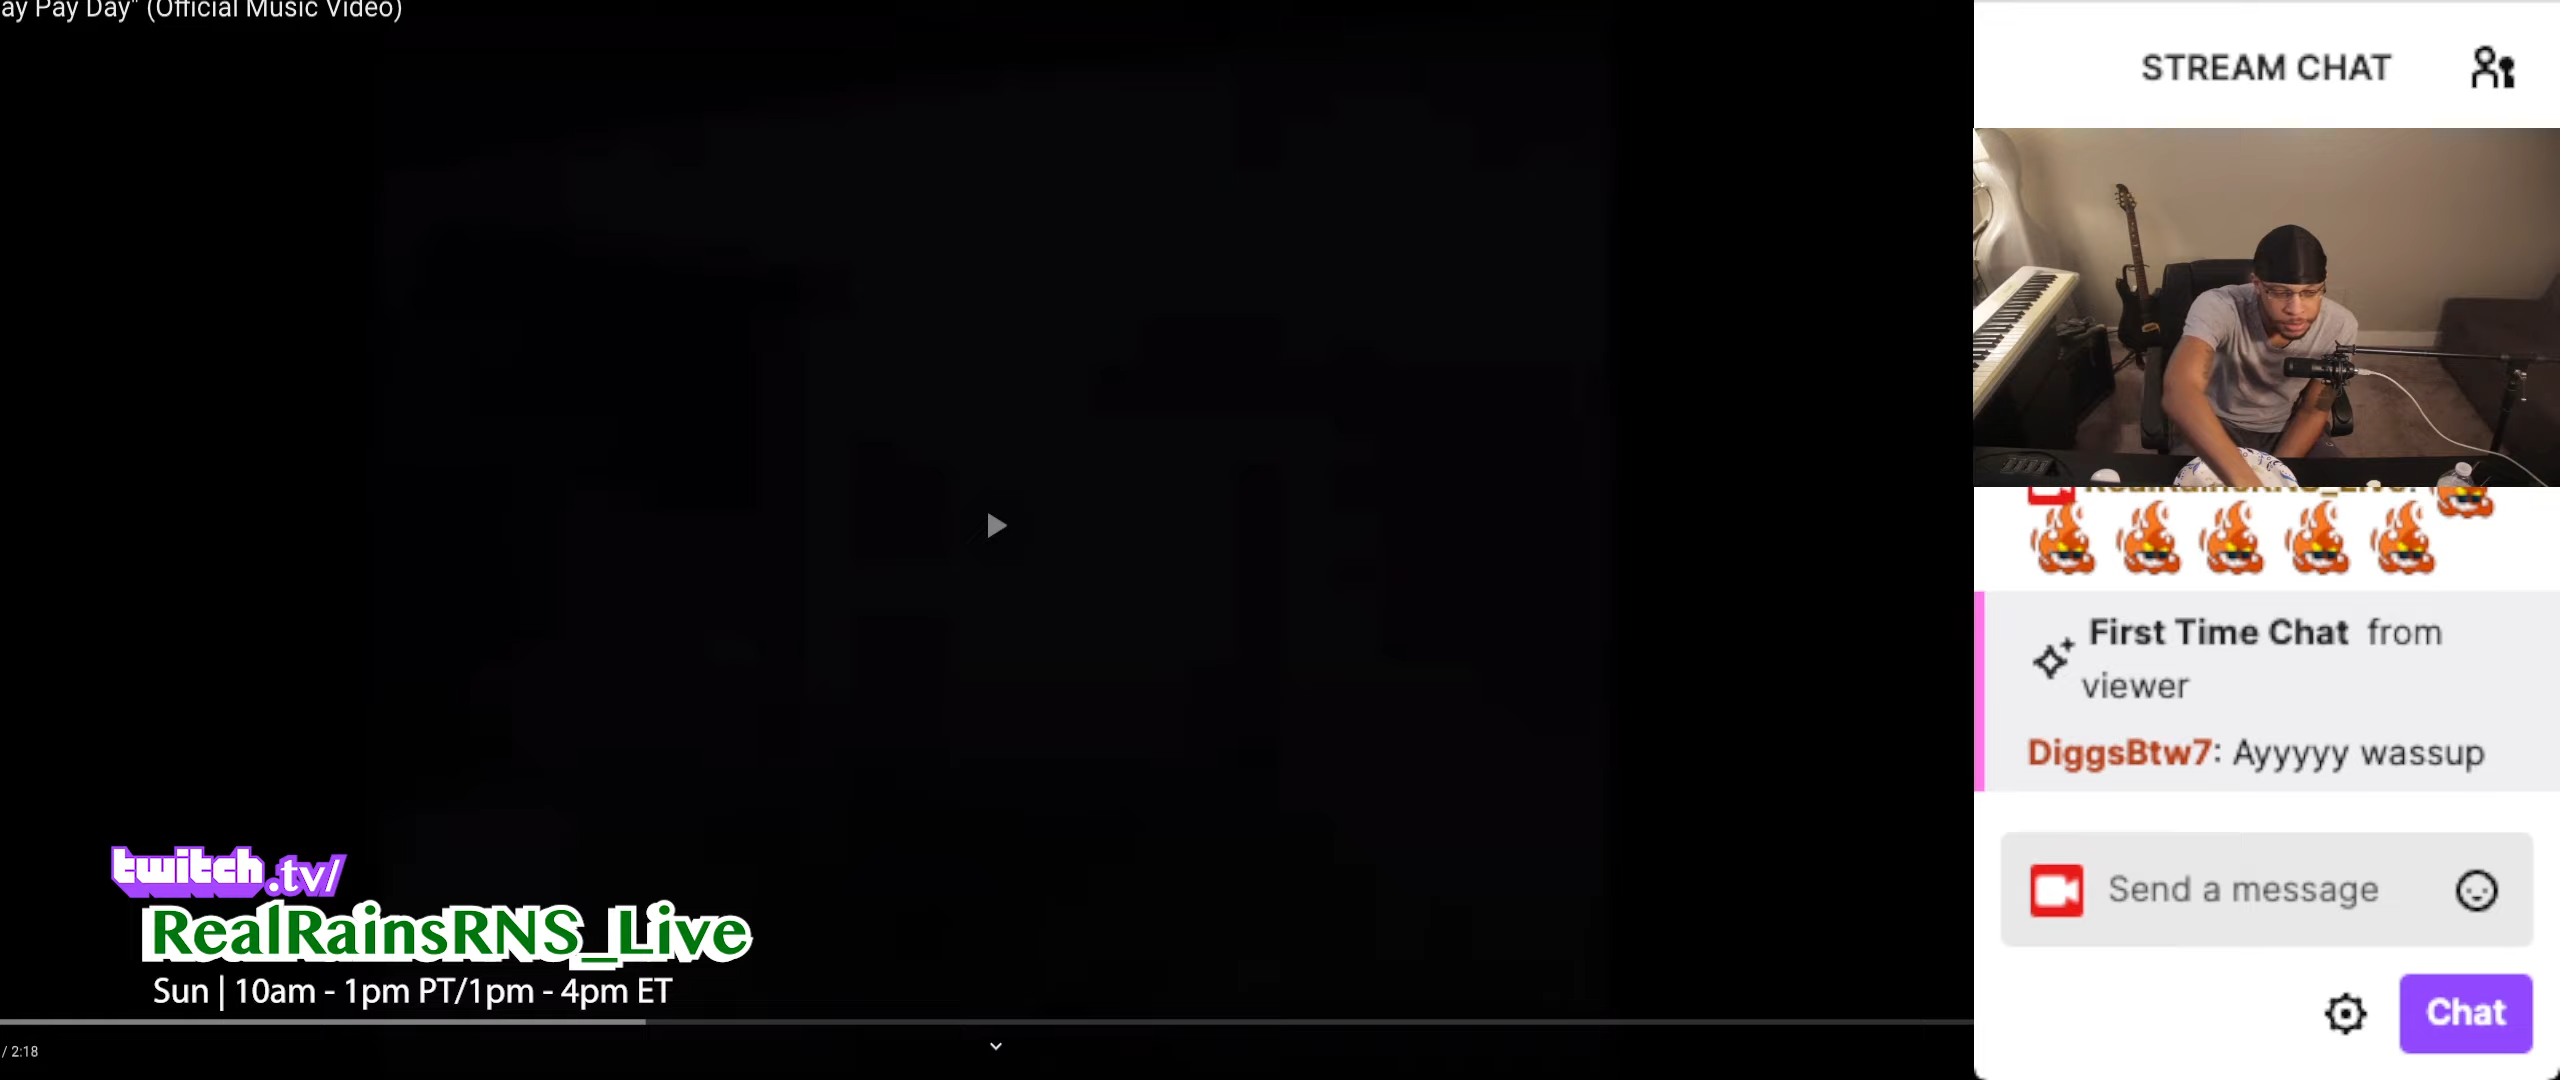 ay Pay Day" (Official Music Video)
STREAM CHAT
RealRainsRNS_Live:
First Time Chat from
viewer
DiggsBtw7: Ayyyyy wassup
Send a message
Chat
twitch.tv/
RealRainsRNS_Live
Sun | 10am - 1pm PT/1pm - 4pm ET
/ 2:18